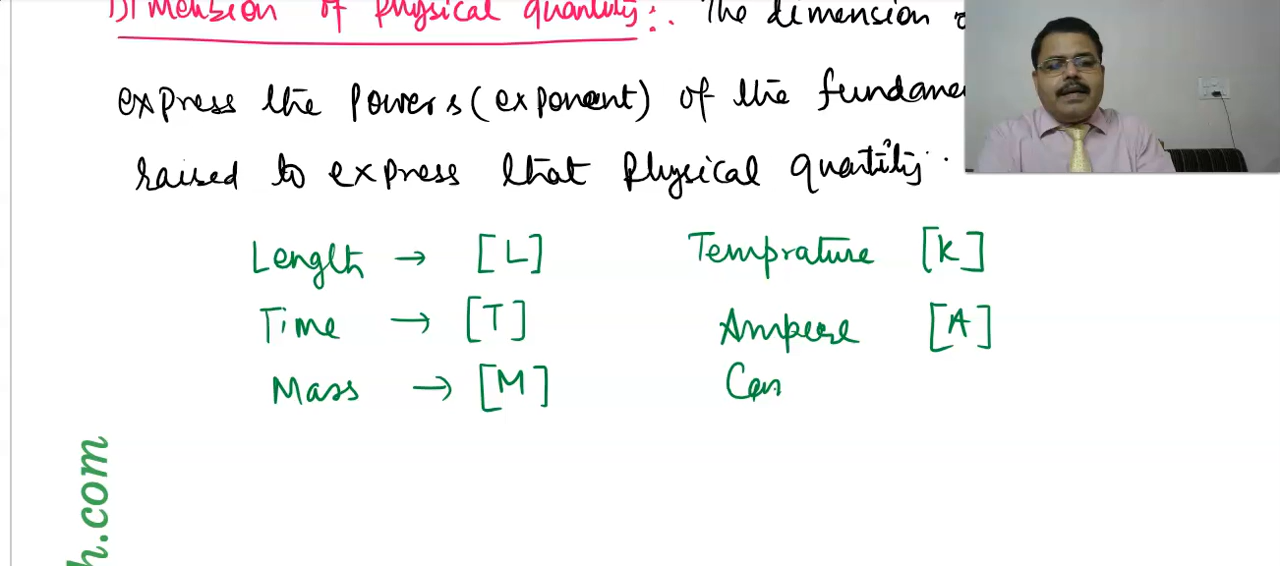 Dimension of physical quantity:. The dimension
express the powers (exponent) of the fundame
raised to express that physical quantity.
Length → [L] Temprature [K]
Time → [T] Ampere [A]
Mass → [M] Can
h.com